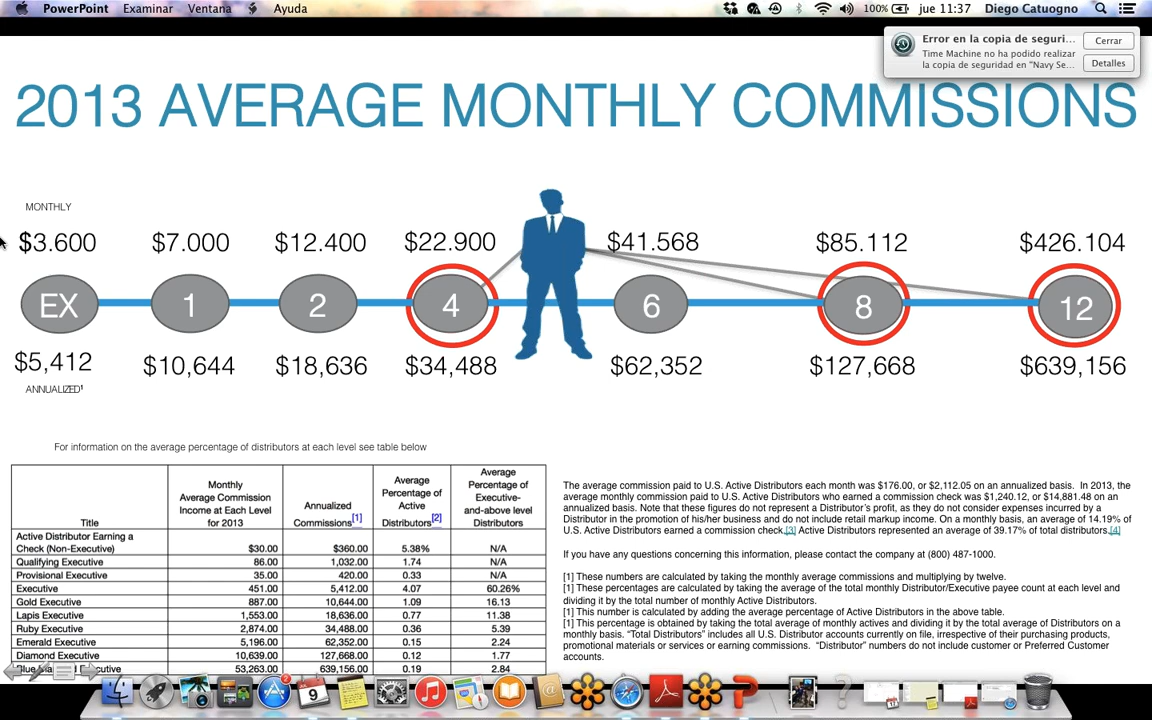 PowerPoint Examinar Ventana Ayuda 100% jue 11:37 Diego Catuogno
Error en la copia de seguri... Cerrar
Time Machine no ha podido realizar
la copia de seguridad en "Navy Se... Detalles
2013 AVERAGE MONTHLY COMMISSIONS
MONTHLY
$3.600 $7.000 $12.400 $22.900 $41.568 $85.112 $426.104
EX 1 2 4 6 8 12
$5,412 $10,644 $18,636 $34,488 $62,352 $127,668 $639,156
ANNUALIZED¹
For information on the average percentage of distributors at each level see table below
Title Monthly Average Commission Income at Each Level for 2013 Annualized Commissions[1] Average Percentage of Active Distributors[2] Average Percentage of Executive- and-above level Distributors
Active Distributor Earning a
Check (Non-Executive) $30.00 $360.00 5.38% N/A
Qualifying Executive 86.00 1,032.00 1.74 N/A
Provisional Executive 35.00 420.00 0.33 N/A
Executive 451.00 5,412.00 4.07 60.26%
Gold Executive 887.00 10,644.00 1.09 16.13
Lapis Executive 1,553.00 18,636.00 0.77 11.38
Ruby Executive 2,874.00 34,488.00 0.36 5.39
Emerald Executive 5,196.00 62,352.00 0.15 2.24
Diamond Executive 10,639.00 127,668.00 0.12 1.77
Blue 53,263.00 639,156.00 0.19 2.84
The average commission paid to U.S. Active Distributors each month was $176.00, or $2,112.05 on an annualized basis. In 2013, the
average monthly commission paid to U.S. Active Distributors who earned a commission check was $1,240.12, or $14,881.48 on an
annualized basis. Note that these figures do not represent a Distributor's profit, as they do not consider expenses incurred by a
Distributor in the promotion of his/her business and do not include retail markup income. On a monthly basis, an average of 14.19% of
U.S. Active Distributors earned a commission check.[3] Active Distributors represented an average of 39.17% of total distributors.[4]
If you have any questions concerning this information, please contact the company at (800) 487-1000.
[1] These numbers are calculated by taking the monthly average commissions and multiplying by twelve.
[1] These percentages are calculated by taking the average of the total monthly Distributor/Executive payee count at each level and
dividing it by the total number of monthly Active Distributors.
[1] This number is calculated by adding the average percentage of Active Distributors in the above table.
[1] This percentage is obtained by taking the total average of monthly actives and dividing it by the total average of Distributors on a
monthly basis. "Total Distributors" includes all U.S. Distributor accounts currently on file, irrespective of their purchasing products,
promotional materials or services or earning commissions. "Distributor" numbers do not include customer or Preferred Customer
accounts.
9